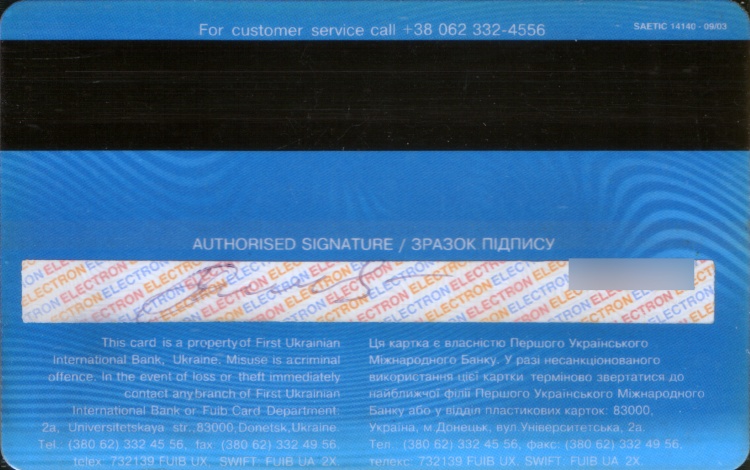 For customer service call +38 062 332-4556
SAETIC 14140 - 09/03
AUTHORISED SIGNATURE / ЗРАЗОК ПІДПИСУ
ELECTRON ELECTRON ELECTRON ELECTRON ELECTRON ELECTRON
This card is a property of First Ukrainian
International Bank, Ukraine. Misuse is a criminal
offence. In the event of loss or theft immediately
contact any branch of First Ukrainian
International Bank or Fuib Card Department:
2a, Universitetskaya str.,83000,Donetsk,Ukraine.
Tel.: (380 62) 332 45 56, fax: (380 62) 332 49 56,
telex: 732139 FUIB UX, SWIFT: FUIB UA 2X.
Ця картка є власністю Першого Українського
Міжнародного Банку. У разі несанкціонованого
використання цієї картки терміново звертатися до
найближчої філії Першого Українського Міжнародного
Банку або у відділ пластикових карток: 83000,
Україна, м.Донецьк, вул.Університетська, 2а.
Тел.: (380 62) 332 45 56, факс: (380 62) 332 49 56,
телекс: 732139 FUIB UX, SWIFT: FUIB UA 2X.